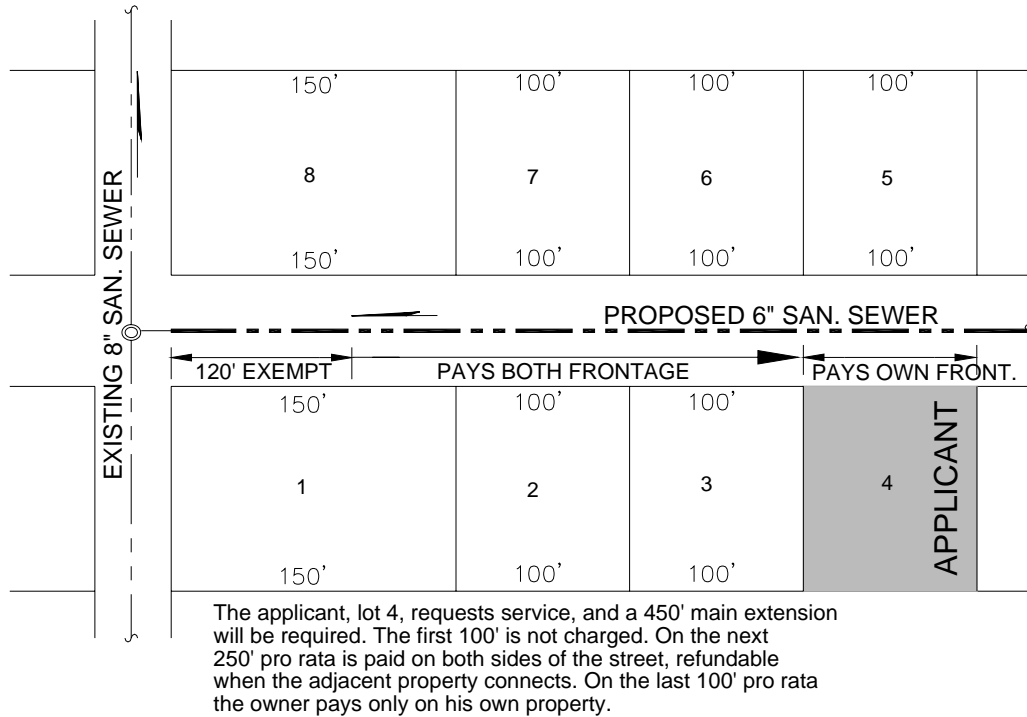 150' 100' 100' 100'
8 7 6 5
150' 100' 100' 100'
EXISTING 8" SAN. SEWER
PROPOSED 6" SAN. SEWER
120' EXEMPT PAYS BOTH FRONTAGE PAYS OWN FRONT.
150' 100' 100'
1 2 3 4
APPLICANT
150' 100' 100'
The applicant, lot 4, requests service, and a 450' main extension
will be required. The first 100' is not charged. On the next
250' pro rata is paid on both sides of the street, refundable
when the adjacent property connects. On the last 100' pro rata
the owner pays only on his own property.